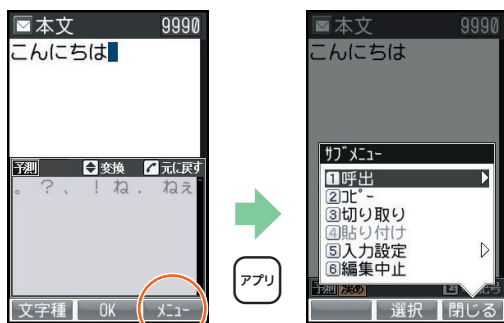 本文 9990
こんにちは
予測 変換 元に戻す
。 ? 、 ! ね . ねえ
文字種 OK ﾒﾆｭｰ
アプリ
本文 9990
こんにちは
ｻﾌﾞﾒﾆｭｰ
1呼出
2ｺﾋﾟｰ
3切り取り
4貼り付け
5入力設定
6編集中止
予測
選択 閉じる